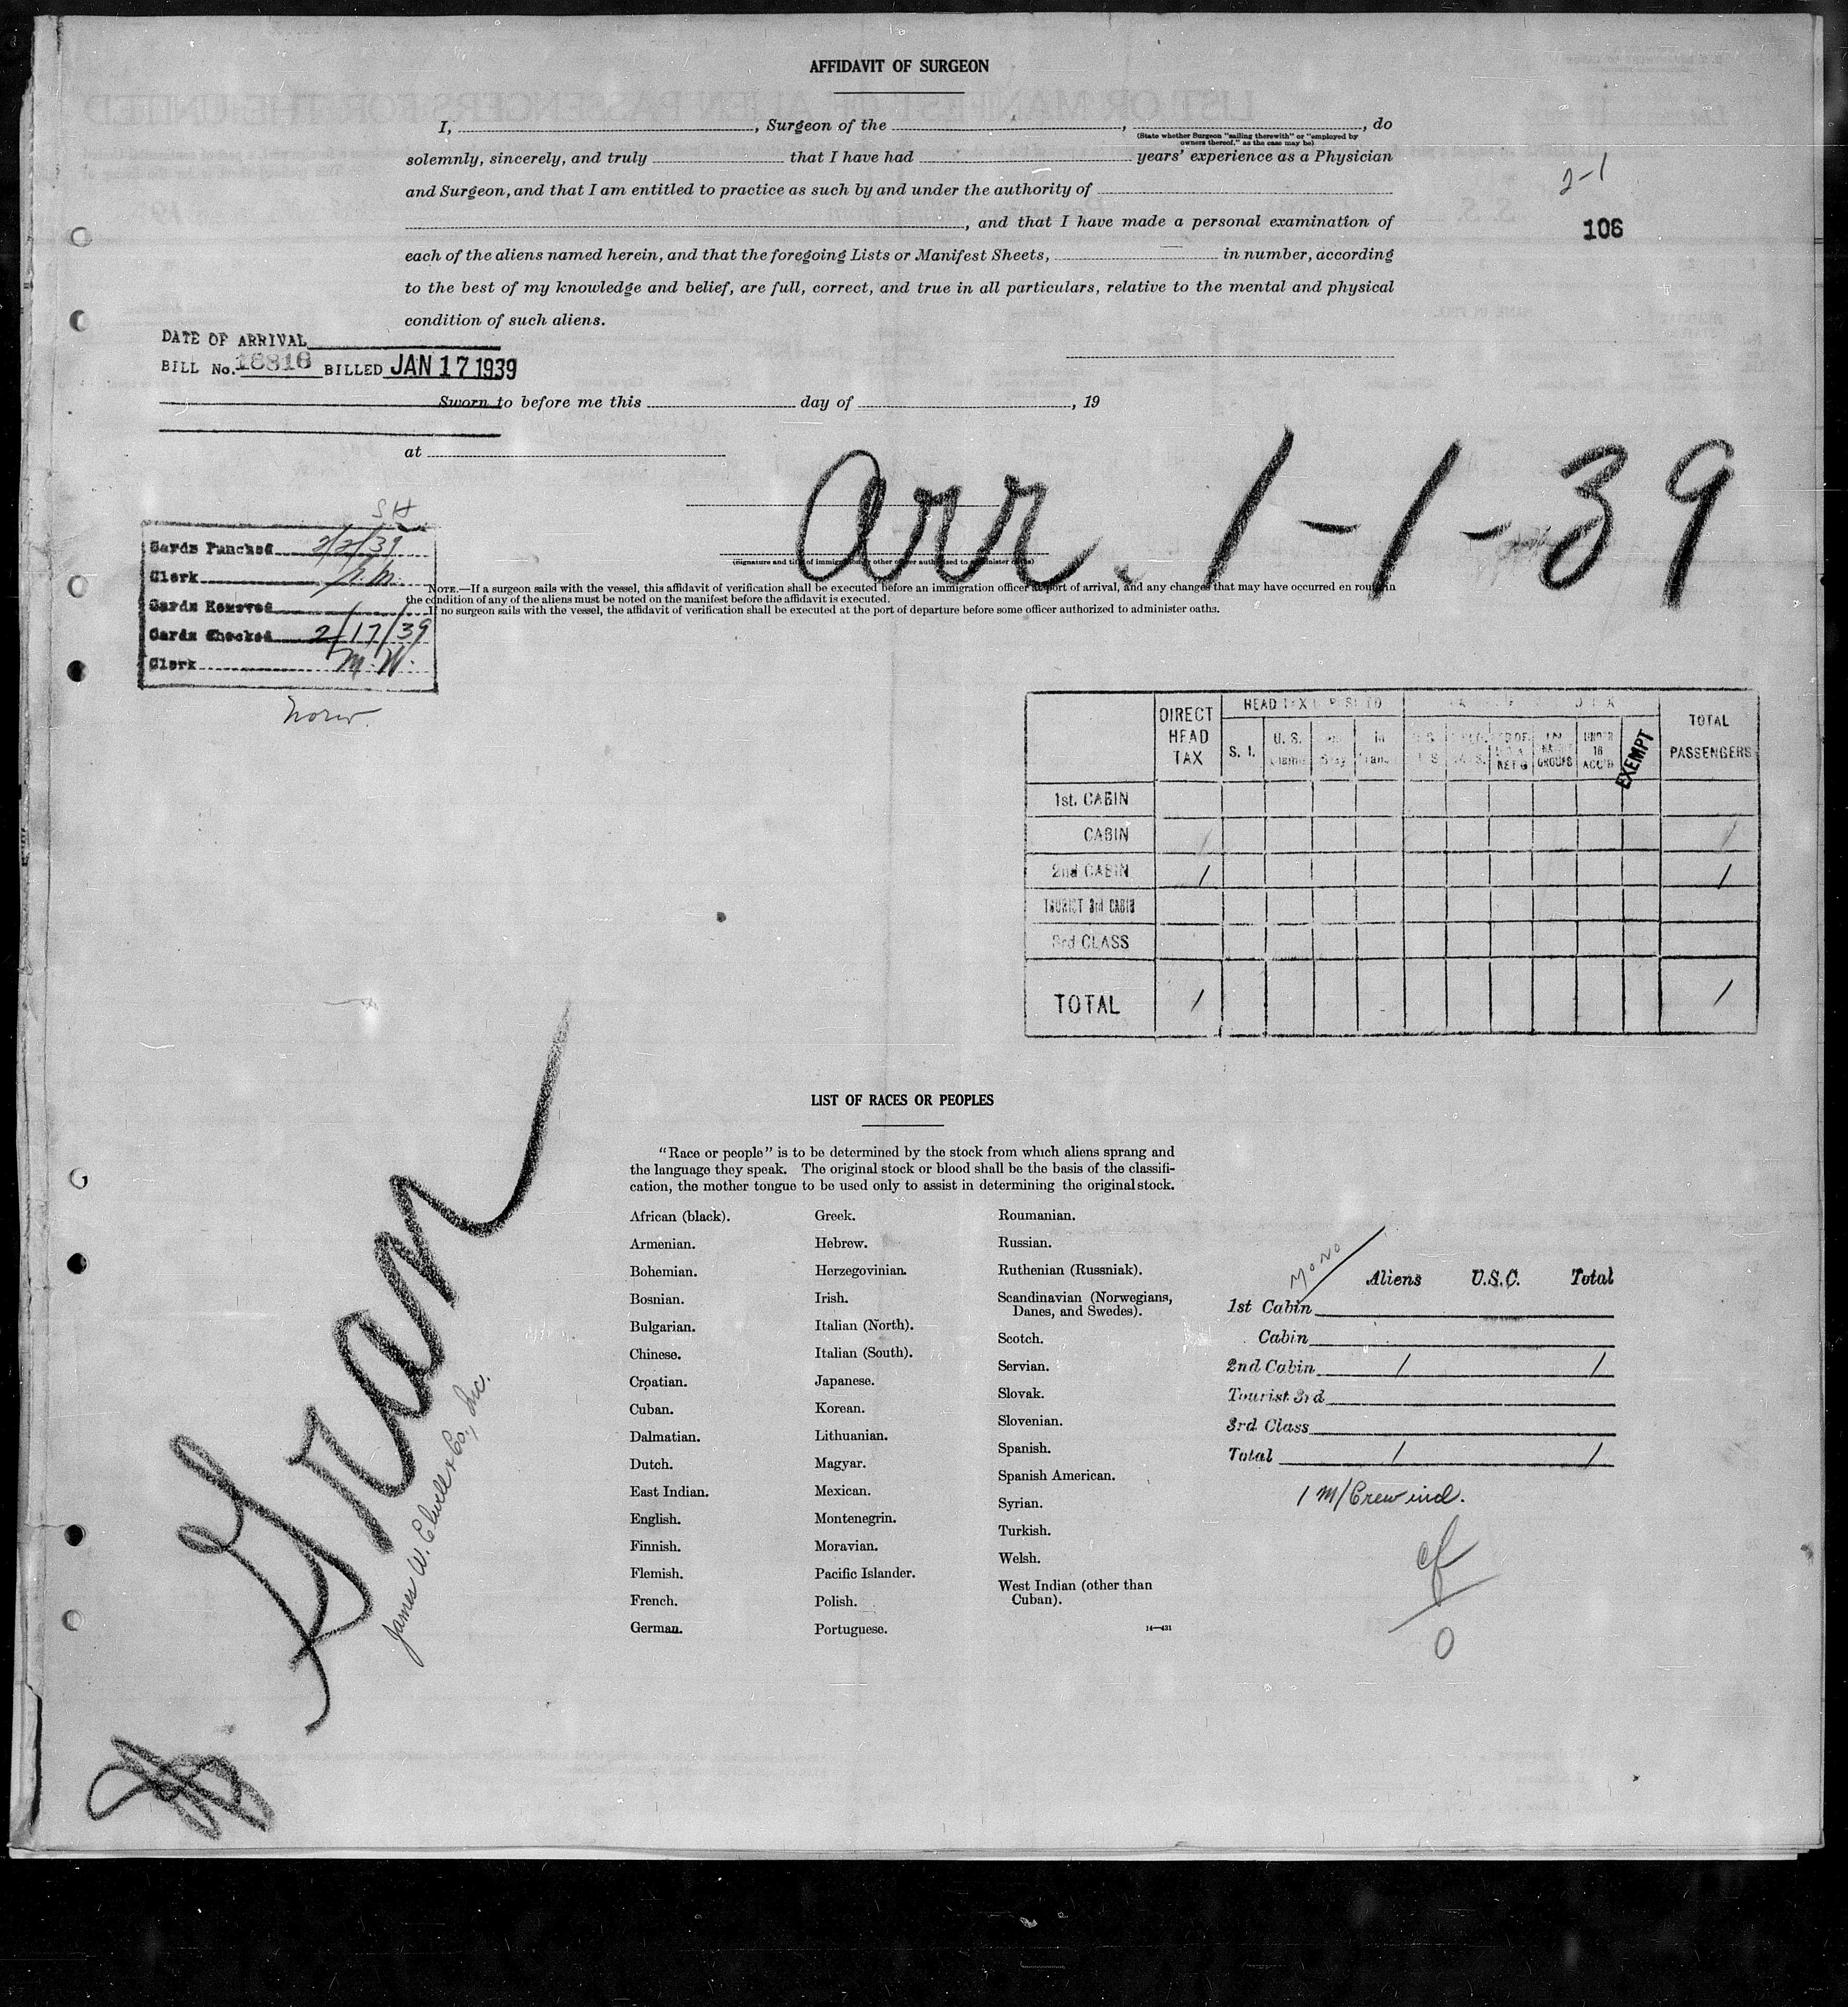 AFFIDAVIT OF SURGEON
I, , Surgeon of the , , do
(State whether Surgeon "sailing therewith" or "employed by
owners thereof," as the case may be)
solemnly, sincerely, and truly that I have had years' experience as a Physician
2-1
and Surgeon, and that I am entitled to practice as such by and under the authority of
, and that I have made a personal examination of
106
each of the aliens named herein, and that the foregoing Lists or Manifest Sheets, in number, according
to the best of my knowledge and belief, are full, correct, and true in all particulars, relative to the mental and physical
condition of such aliens.
DATE OF ARRIVAL
BILL No. 18816 BILLED JAN 17 1939
Sworn to before me this day of , 19
at
arr. 1-1-39
SH
Cards Punched 2/2/39
Clerk
Cards Removed
Cards Checked 2/17/39
Clerk M.W.
Norw.
NOTE.—If a surgeon sails with the vessel, this affidavit of verification shall be executed before an immigration officer at port of arrival, and any changes that may have occurred en route in
the condition of any of the aliens must be noted on the manifest before the affidavit is executed.
If no surgeon sails with the vessel, the affidavit of verification shall be executed at the port of departure before some officer authorized to administer oaths.
DIRECT HEAD TAX
HEAD TAX
S. I.
U. S.
GROUPS
UNDER 16 ACC'D
EXEMPT
TOTAL PASSENGERS
1st. CABIN
CABIN 1 1
2nd CABIN 1 1
TOURIST 3rd CABIN
3rd CLASS
TOTAL 1 1
LIST OF RACES OR PEOPLES
"Race or people" is to be determined by the stock from which aliens sprang and
the language they speak. The original stock or blood shall be the basis of the classifi-
cation, the mother tongue to be used only to assist in determining the original stock.
African (black).
Armenian.
Bohemian.
Bosnian.
Bulgarian.
Chinese.
Croatian.
Cuban.
Dalmatian.
Dutch.
East Indian.
English.
Finnish.
Flemish.
French.
German.
Greek.
Hebrew.
Herzegovinian.
Irish.
Italian (North).
Italian (South).
Japanese.
Korean.
Lithuanian.
Magyar.
Mexican.
Montenegrin.
Moravian.
Pacific Islander.
Polish.
Portuguese.
Roumanian.
Russian.
Ruthenian (Russniak).
Scandinavian (Norwegians,
Danes, and Swedes).
Scotch.
Servian.
Slovak.
Slovenian.
Spanish.
Spanish American.
Syrian.
Turkish.
Welsh.
West Indian (other than
Cuban).
14—431
Aliens U.S.C. Total
1st Cabin
Cabin
2nd Cabin 1 1
Tourist 3rd
3rd Class
Total 1 1
1 M/Crew incl.
0
Gran
James W. Elwell & Co., Inc.